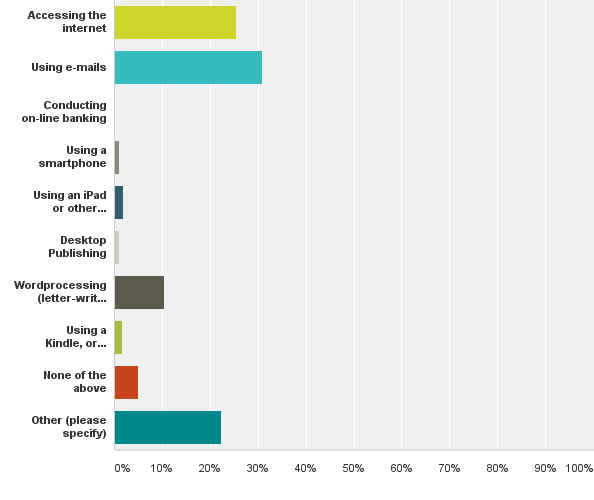 Accessing the
internet
Using e-mails
Conducting
on-line banking
Using a
smartphone
Using an iPad
or other...
Desktop
Publishing
Wordprocessing
(letter-writ...
Using a
Kindle, or...
None of the
above
Other (please
specify)
0% 10% 20% 30% 40% 50% 60% 70% 80% 90% 100%